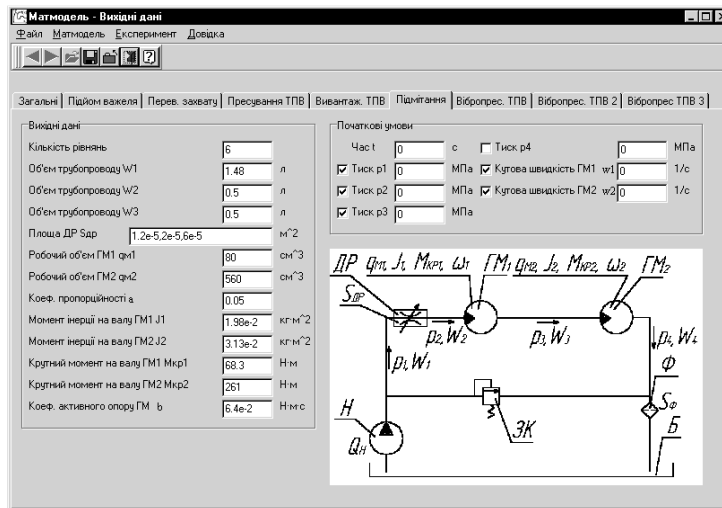 Матмодель - Вихідні дані
Файл Матмодель Експеримент Довідка
Загальні Підйом важеля Перев. захвату Пресування ТПВ Вивантаж. ТПВ Підмітання Вібропрес. ТПВ Вібропрес. ТПВ 2 Вібропрес ТПВ 3
Вихідні дані
Кількість рівнянь 6
Об'єм трубопроводу W1 1.48 л
Об'єм трубопроводу W2 0.5 л
Об'єм трубопроводу W3 0.5 л
Площа ДР Sдр 1.2e-5,2e-5,6e-5 м^2
Робочий об'єм ГМ1 qм1 80 см^3
Робочий об'єм ГМ2 qм2 560 см^3
Коеф. пропорційності a 0.05
Момент інерції на валу ГМ1 J1 1.98e-2 кг·м^2
Момент інерції на валу ГМ2 J2 3.13e-2 кг·м^2
Крутний момент на валу ГМ1 Мкр1 68.3 Н·м
Крутний момент на валу ГМ2 Мкр2 261 Н·м
Коеф. активного опору ГМ b 6.4e-2 Н·м·с
Початкові умови
Час t 0 с Тиск p4 0 МПа
Тиск p1 0 МПа Кутова швидкість ГМ1 w1 0 1/с
Тиск p2 0 МПа Кутова швидкість ГМ2 w2 0 1/с
Тиск p3 0 МПа
ДР qМ1, J1, Мкр1, ω1 ГМ1 qМ2, J2, Мкр2, ω2 ГМ2
Sдр
p2, W2 p3, W3 p4, W4
p1, W1
Ф
Sф
Н ЗК Б
Qн